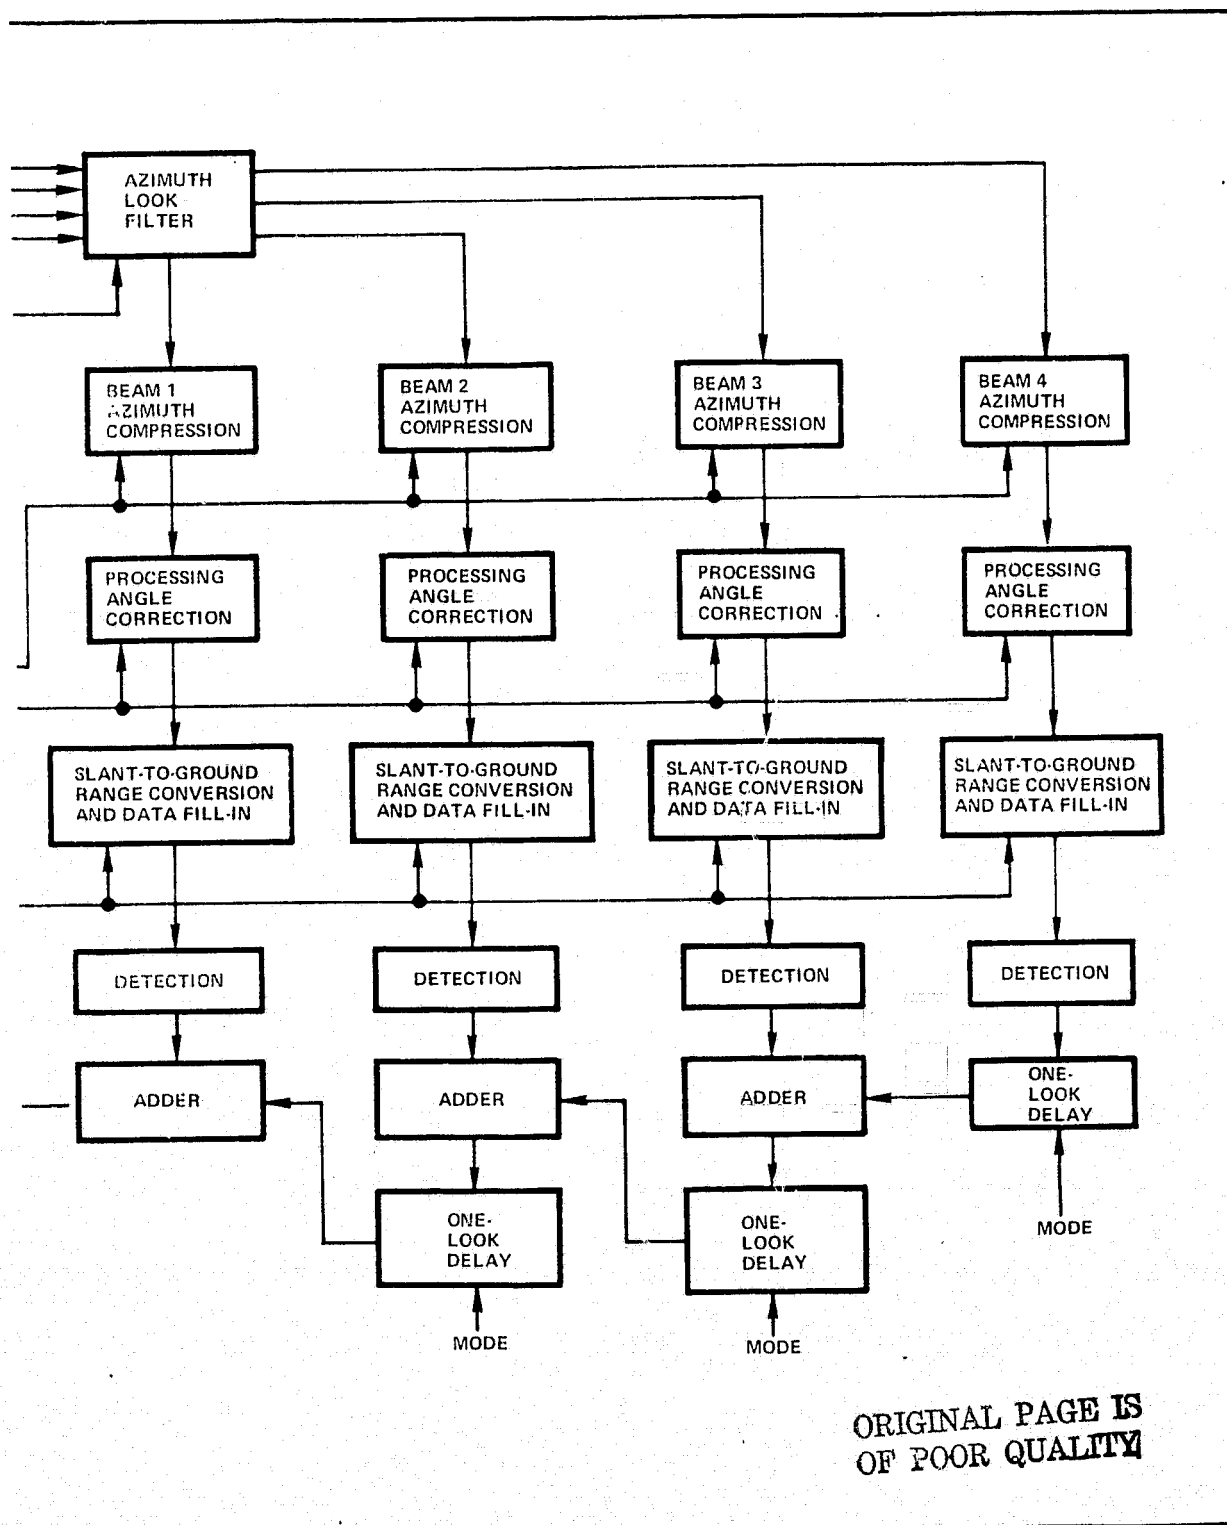 AZIMUTH
LOOK
FILTER
BEAM 1
AZIMUTH
COMPRESSION
BEAM 2
AZIMUTH
COMPRESSION
BEAM 3
AZIMUTH
COMPRESSION
BEAM 4
AZIMUTH
COMPRESSION
PROCESSING
ANGLE
CORRECTION
PROCESSING
ANGLE
CORRECTION
PROCESSING
ANGLE
CORRECTION
PROCESSING
ANGLE
CORRECTION
SLANT-TO-GROUND
RANGE CONVERSION
AND DATA FILL-IN
SLANT-TO-GROUND
RANGE CONVERSION
AND DATA FILL-IN
SLANT-TO-GROUND
RANGE CONVERSION
AND DATA FILL-IN
SLANT-TO-GROUND
RANGE CONVERSION
AND DATA FILL-IN
DETECTION
DETECTION
DETECTION
DETECTION
ADDER
ADDER
ADDER
ONE-
LOOK
DELAY
ONE-
LOOK
DELAY
ONE-
LOOK
DELAY
MODE
MODE
MODE
ORIGINAL PAGE IS
OF POOR QUALITY